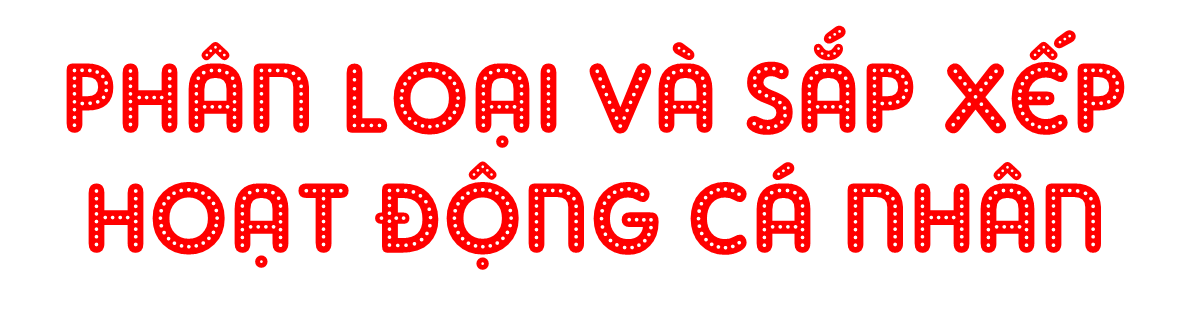 PHÂN LOẠI VÀ SẮP XẾP
HOẠT ĐỘNG CÁ NHÂN